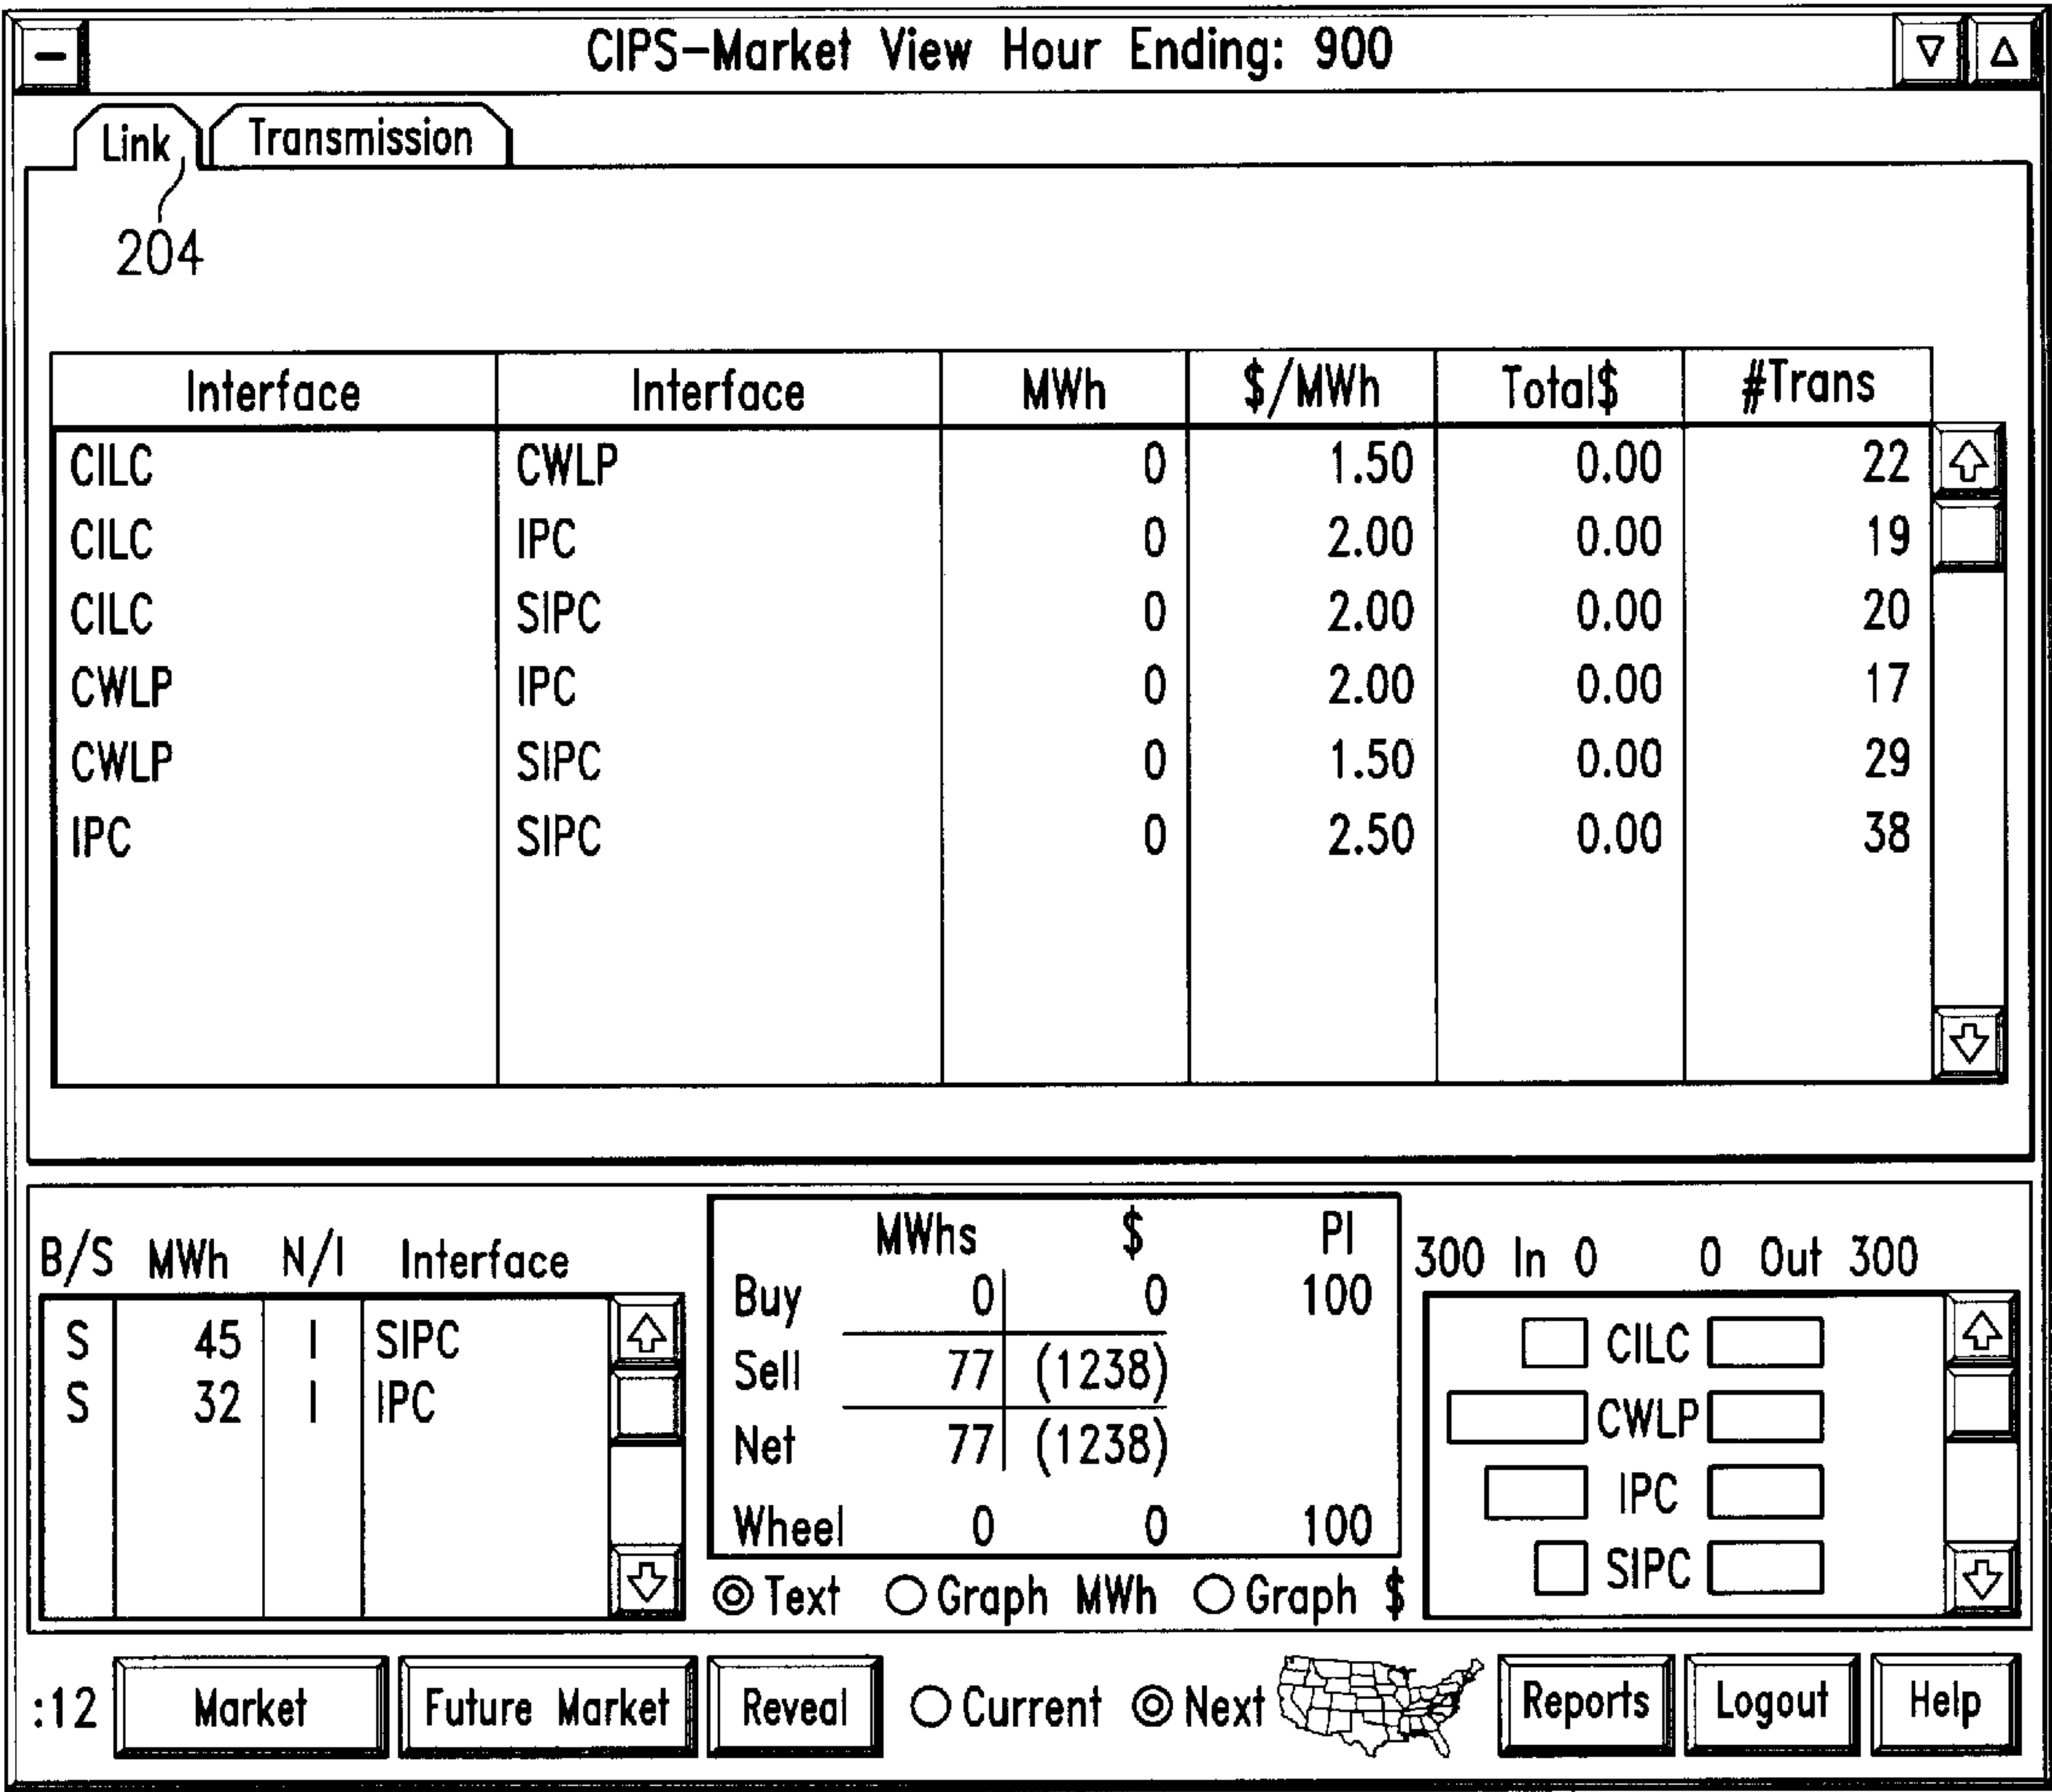 CIPS-Market View Hour Ending: 900
Link Transmission
204
Interface Interface MWh $/MWh Total$ #Trans
CILC CWLP 0 1.50 0.00 22
CILC IPC 0 2.00 0.00 19
CILC SIPC 0 2.00 0.00 20
CWLP IPC 0 2.00 0.00 17
CWLP SIPC 0 1.50 0.00 29
IPC SIPC 0 2.50 0.00 38
B/S MWh N/I Interface
S 45 I SIPC
S 32 I IPC
MWhs $ PI
Buy 0 0 100
Sell 77 (1238)
Net 77 (1238)
Wheel 0 0 100
Text Graph MWh Graph $
300 In 0 0 Out 300
CILC
CWLP
IPC
SIPC
:12 Market Future Market Reveal Current Next Reports Logout Help